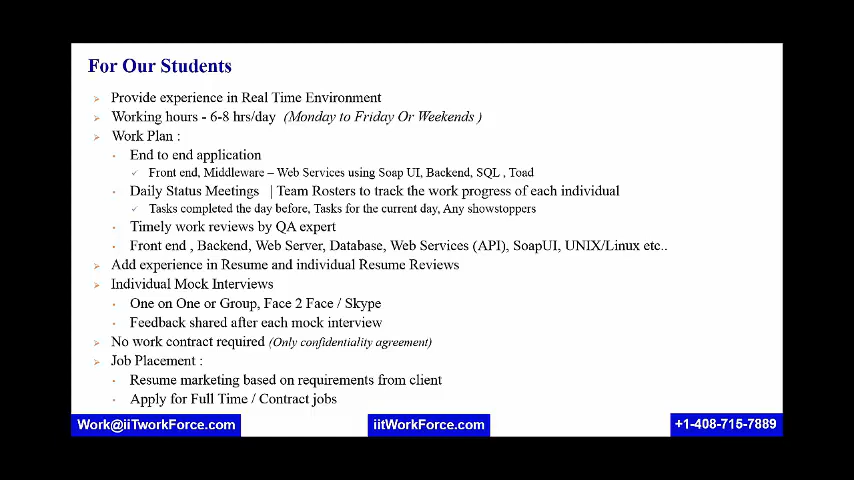 For Our Students
Provide experience in Real Time Environment
Working hours - 6-8 hrs/day (Monday to Friday Or Weekends )
Work Plan :
End to end application
Front end, Middleware – Web Services using Soap UI, Backend, SQL , Toad
Daily Status Meetings | Team Rosters to track the work progress of each individual
Tasks completed the day before, Tasks for the current day, Any showstoppers
Timely work reviews by QA expert
Front end , Backend, Web Server, Database, Web Services (API), SoapUI, UNIX/Linux etc..
Add experience in Resume and individual Resume Reviews
Individual Mock Interviews
One on One or Group, Face 2 Face / Skype
Feedback shared after each mock interview
No work contract required (Only confidentiality agreement)
Job Placement :
Resume marketing based on requirements from client
Apply for Full Time / Contract jobs
Work@iiTworkForce.com iitWorkForce.com +1-408-715-7889